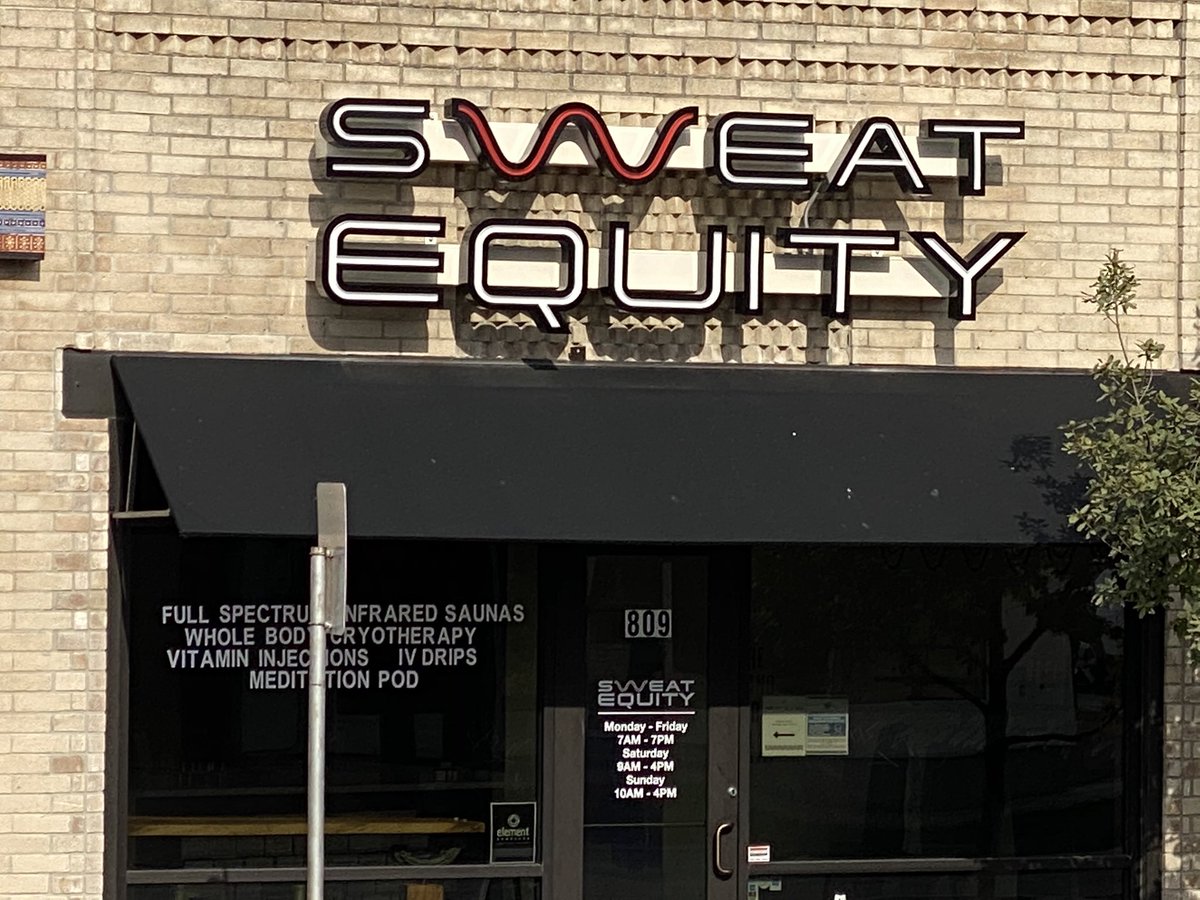 SWEAT
EQUITY
FULL SPECTRU INFRARED SAUNAS
WHOLE BODY CRYOTHERAPY
VITAMIN INJECTIONS IV DRIPS
MEDITATION POD
809
SWEAT
EQUITY
Monday - Friday
7AM - 7PM
Saturday
9AM - 4PM
Sunday
10AM - 4PM
element